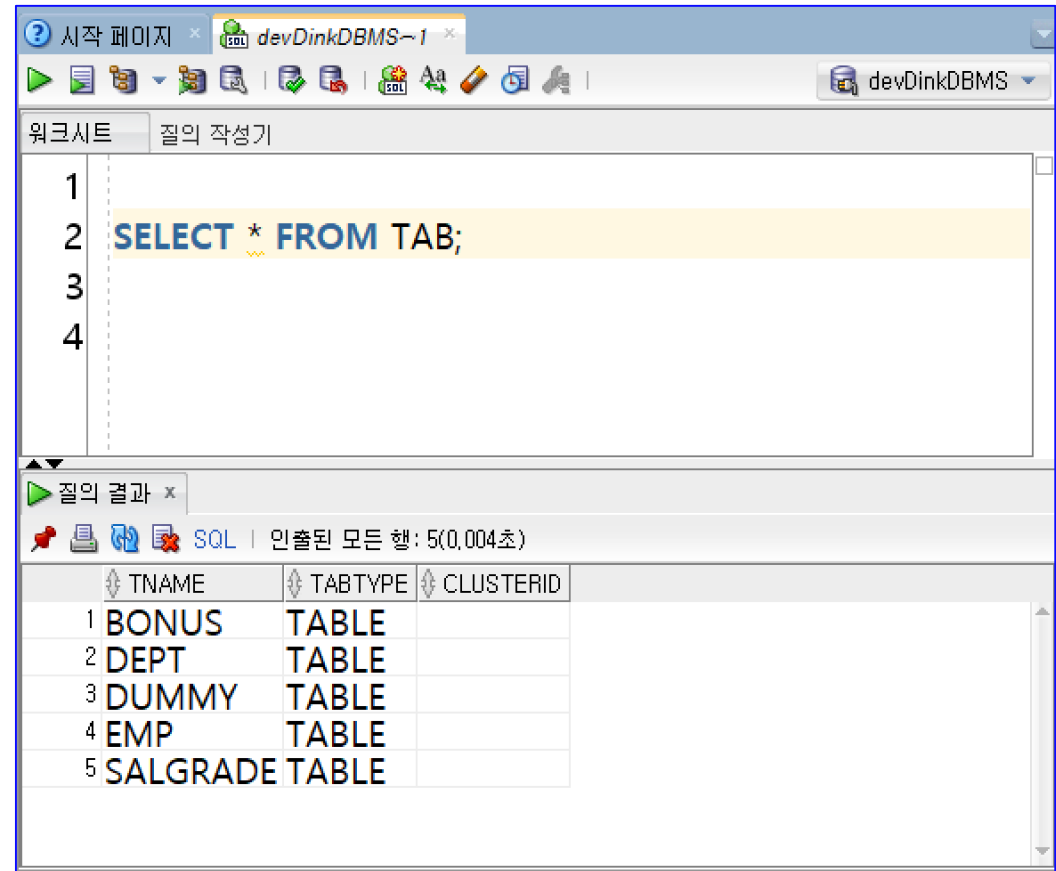 시작 페이지 devDinkDBMS~1
devDinkDBMS
워크시트 질의 작성기
1
2 SELECT * FROM TAB;
3
4
질의 결과
SQL 인출된 모든 행: 5(0,004초)
TNAME TABTYPE CLUSTERID
1 BONUS TABLE
2 DEPT TABLE
3 DUMMY TABLE
4 EMP TABLE
5 SALGRADE TABLE